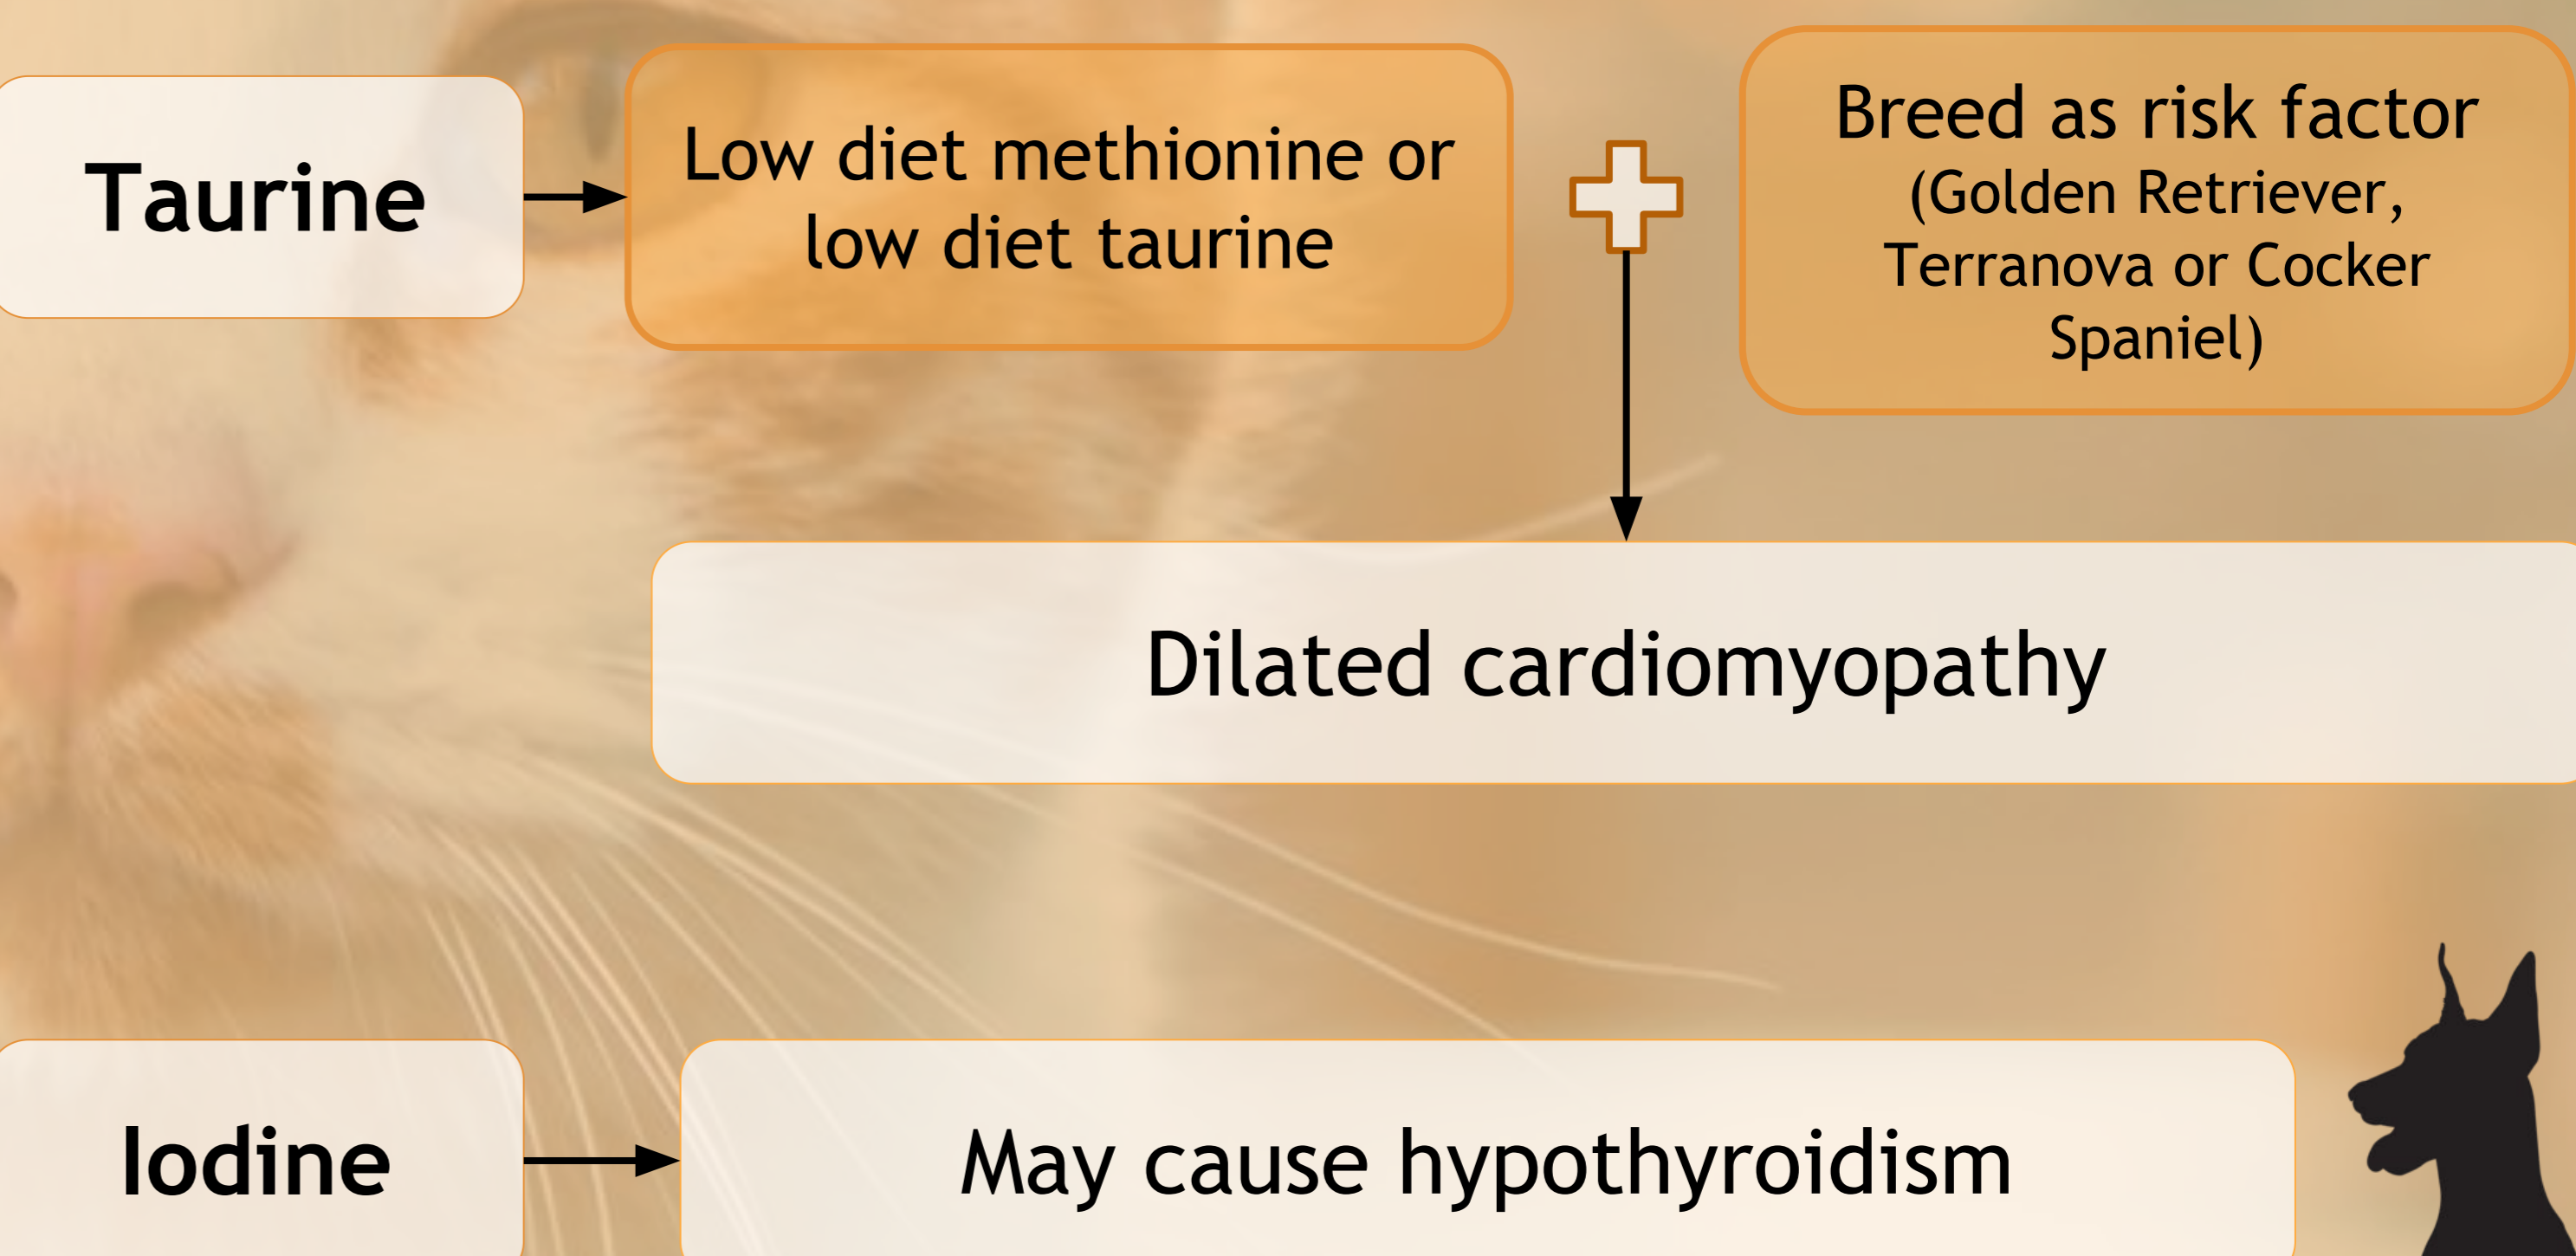 Taurine
Low diet methionine or
low diet taurine
Breed as risk factor
(Golden Retriever,
Terranova or Cocker
Spaniel)
Dilated cardiomyopathy
Iodine
May cause hypothyroidism